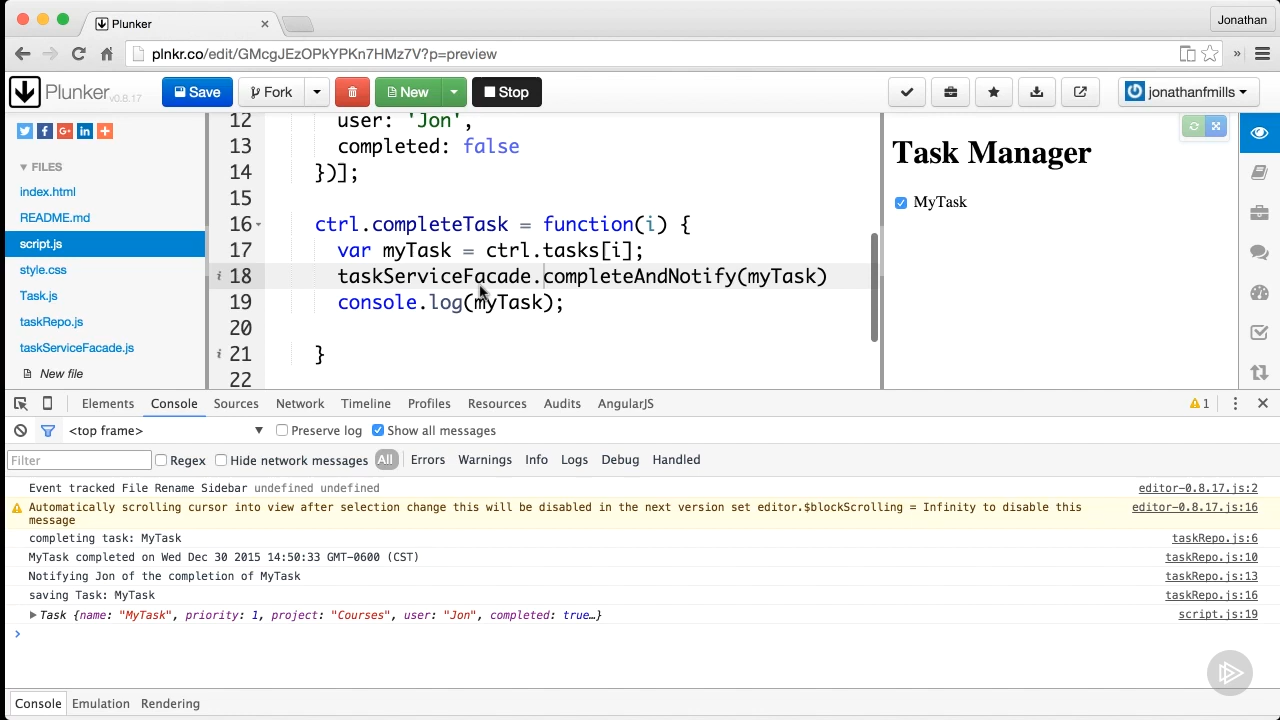 Plunker
Jonathan
plnkr.co/edit/GMcgJEzOPkYPKn7HMz7V?p=preview
Plunker v0.8.17
Save
Fork
New
Stop
jonathanfmills
FILES
index.html
README.md
script.js
style.css
Task.js
taskRepo.js
taskServiceFacade.js
New file
12 user: 'Jon',
13 completed: false
14 })];
15
16 ctrl.completeTask = function(i) {
17 var myTask = ctrl.tasks[i];
18 taskServiceFacade.completeAndNotify(myTask)
19 console.log(myTask);
20
21 }
22
Task Manager
MyTask
Elements Console Sources Network Timeline Profiles Resources Audits AngularJS 1
<top frame> Preserve log Show all messages
Filter Regex Hide network messages All Errors Warnings Info Logs Debug Handled
Event tracked File Rename Sidebar undefined undefined editor-0.8.17.js:2
Automatically scrolling cursor into view after selection change this will be disabled in the next version set editor.$blockScrolling = Infinity to disable this editor-0.8.17.js:16
message
completing task: MyTask taskRepo.js:6
MyTask completed on Wed Dec 30 2015 14:50:33 GMT-0600 (CST) taskRepo.js:10
Notifying Jon of the completion of MyTask taskRepo.js:13
saving Task: MyTask taskRepo.js:16
Task {name: "MyTask", priority: 1, project: "Courses", user: "Jon", completed: true…} script.js:19
Console Emulation Rendering